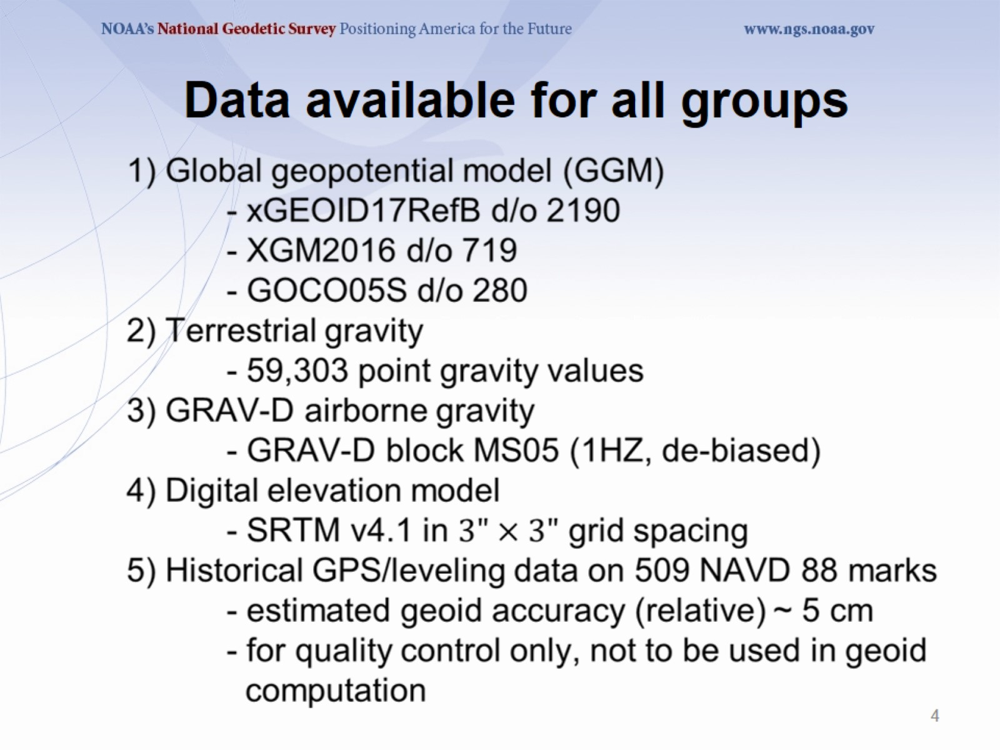 NOAA's National Geodetic Survey Positioning America for the Future www.ngs.noaa.gov
Data available for all groups
1) Global geopotential model (GGM)
- xGEOID17RefB d/o 2190
- XGM2016 d/o 719
- GOCO05S d/o 280
2) Terrestrial gravity
- 59,303 point gravity values
3) GRAV-D airborne gravity
- GRAV-D block MS05 (1HZ, de-biased)
4) Digital elevation model
- SRTM v4.1 in 3" × 3" grid spacing
5) Historical GPS/leveling data on 509 NAVD 88 marks
- estimated geoid accuracy (relative) ~ 5 cm
- for quality control only, not to be used in geoid
computation
4